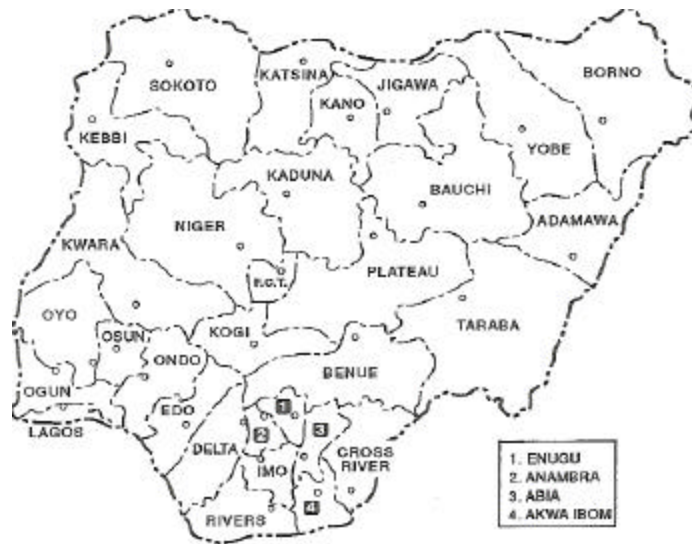 SOKOTO
KATSINA
BORNO
KANO
JIGAWA
KEBBI
YOBE
KADUNA
BAUCHI
NIGER
ADAMAWA
KWARA
F.C.T.
PLATEAU
OYO
TARABA
OSUN
KOGI
ONDO
BENUE
OGUN
EDO
1
LAGOS
DELTA
2
3
IMO
CROSS
RIVER
RIVERS
4
1. ENUGU
2. ANAMBRA
3. ABIA
4. AKWA IBOM